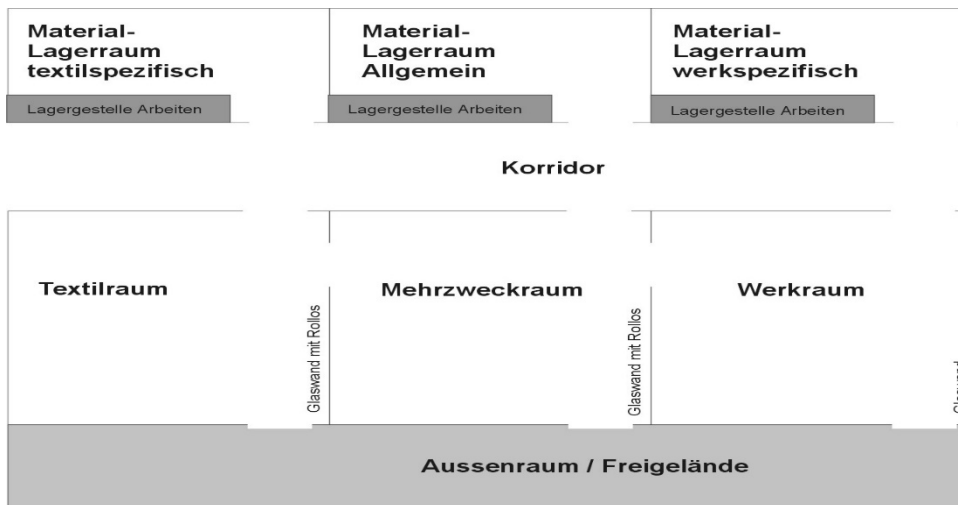 Material-
Lagerraum
textilspezifisch
Material-
Lagerraum
Allgemein
Material-
Lagerraum
werkspezifisch
Lagergestelle Arbeiten
Lagergestelle Arbeiten
Lagergestelle Arbeiten
Korridor
Textilraum
Mehrzweckraum
Werkraum
Glaswand mit Rollos
Glaswand mit Rollos
Aussenraum / Freigelände